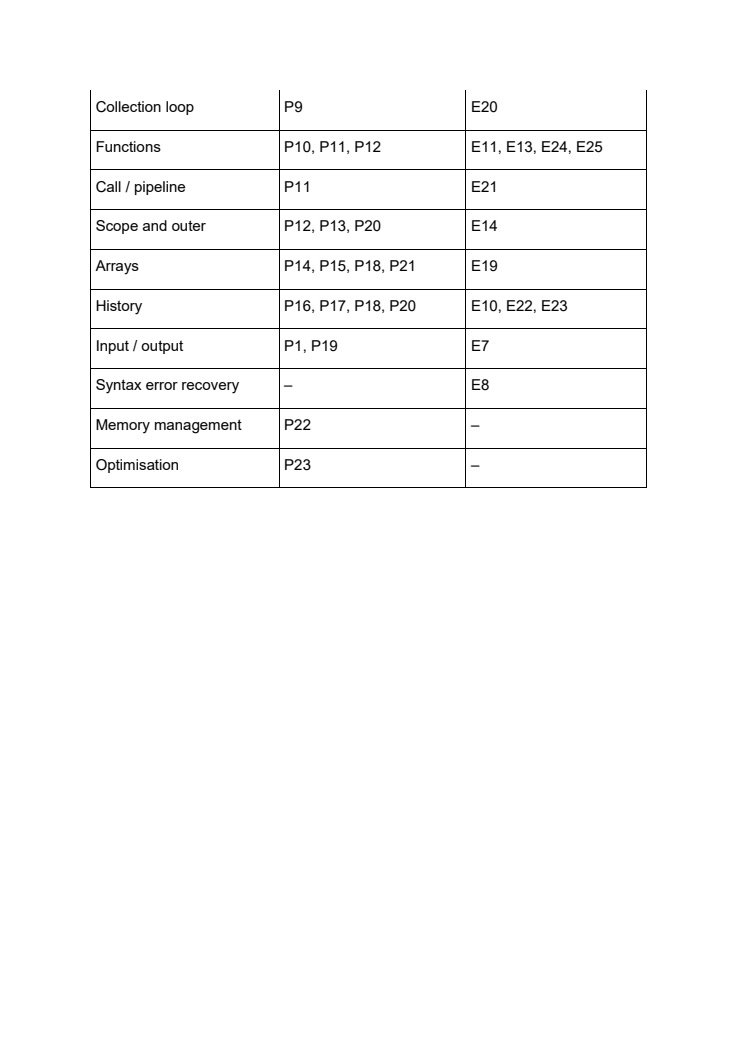 Collection loop P9 E20
Functions P10, P11, P12 E11, E13, E24, E25
Call / pipeline P11 E21
Scope and outer P12, P13, P20 E14
Arrays P14, P15, P18, P21 E19
History P16, P17, P18, P20 E10, E22, E23
Input / output P1, P19 E7
Syntax error recovery – E8
Memory management P22 –
Optimisation P23 –